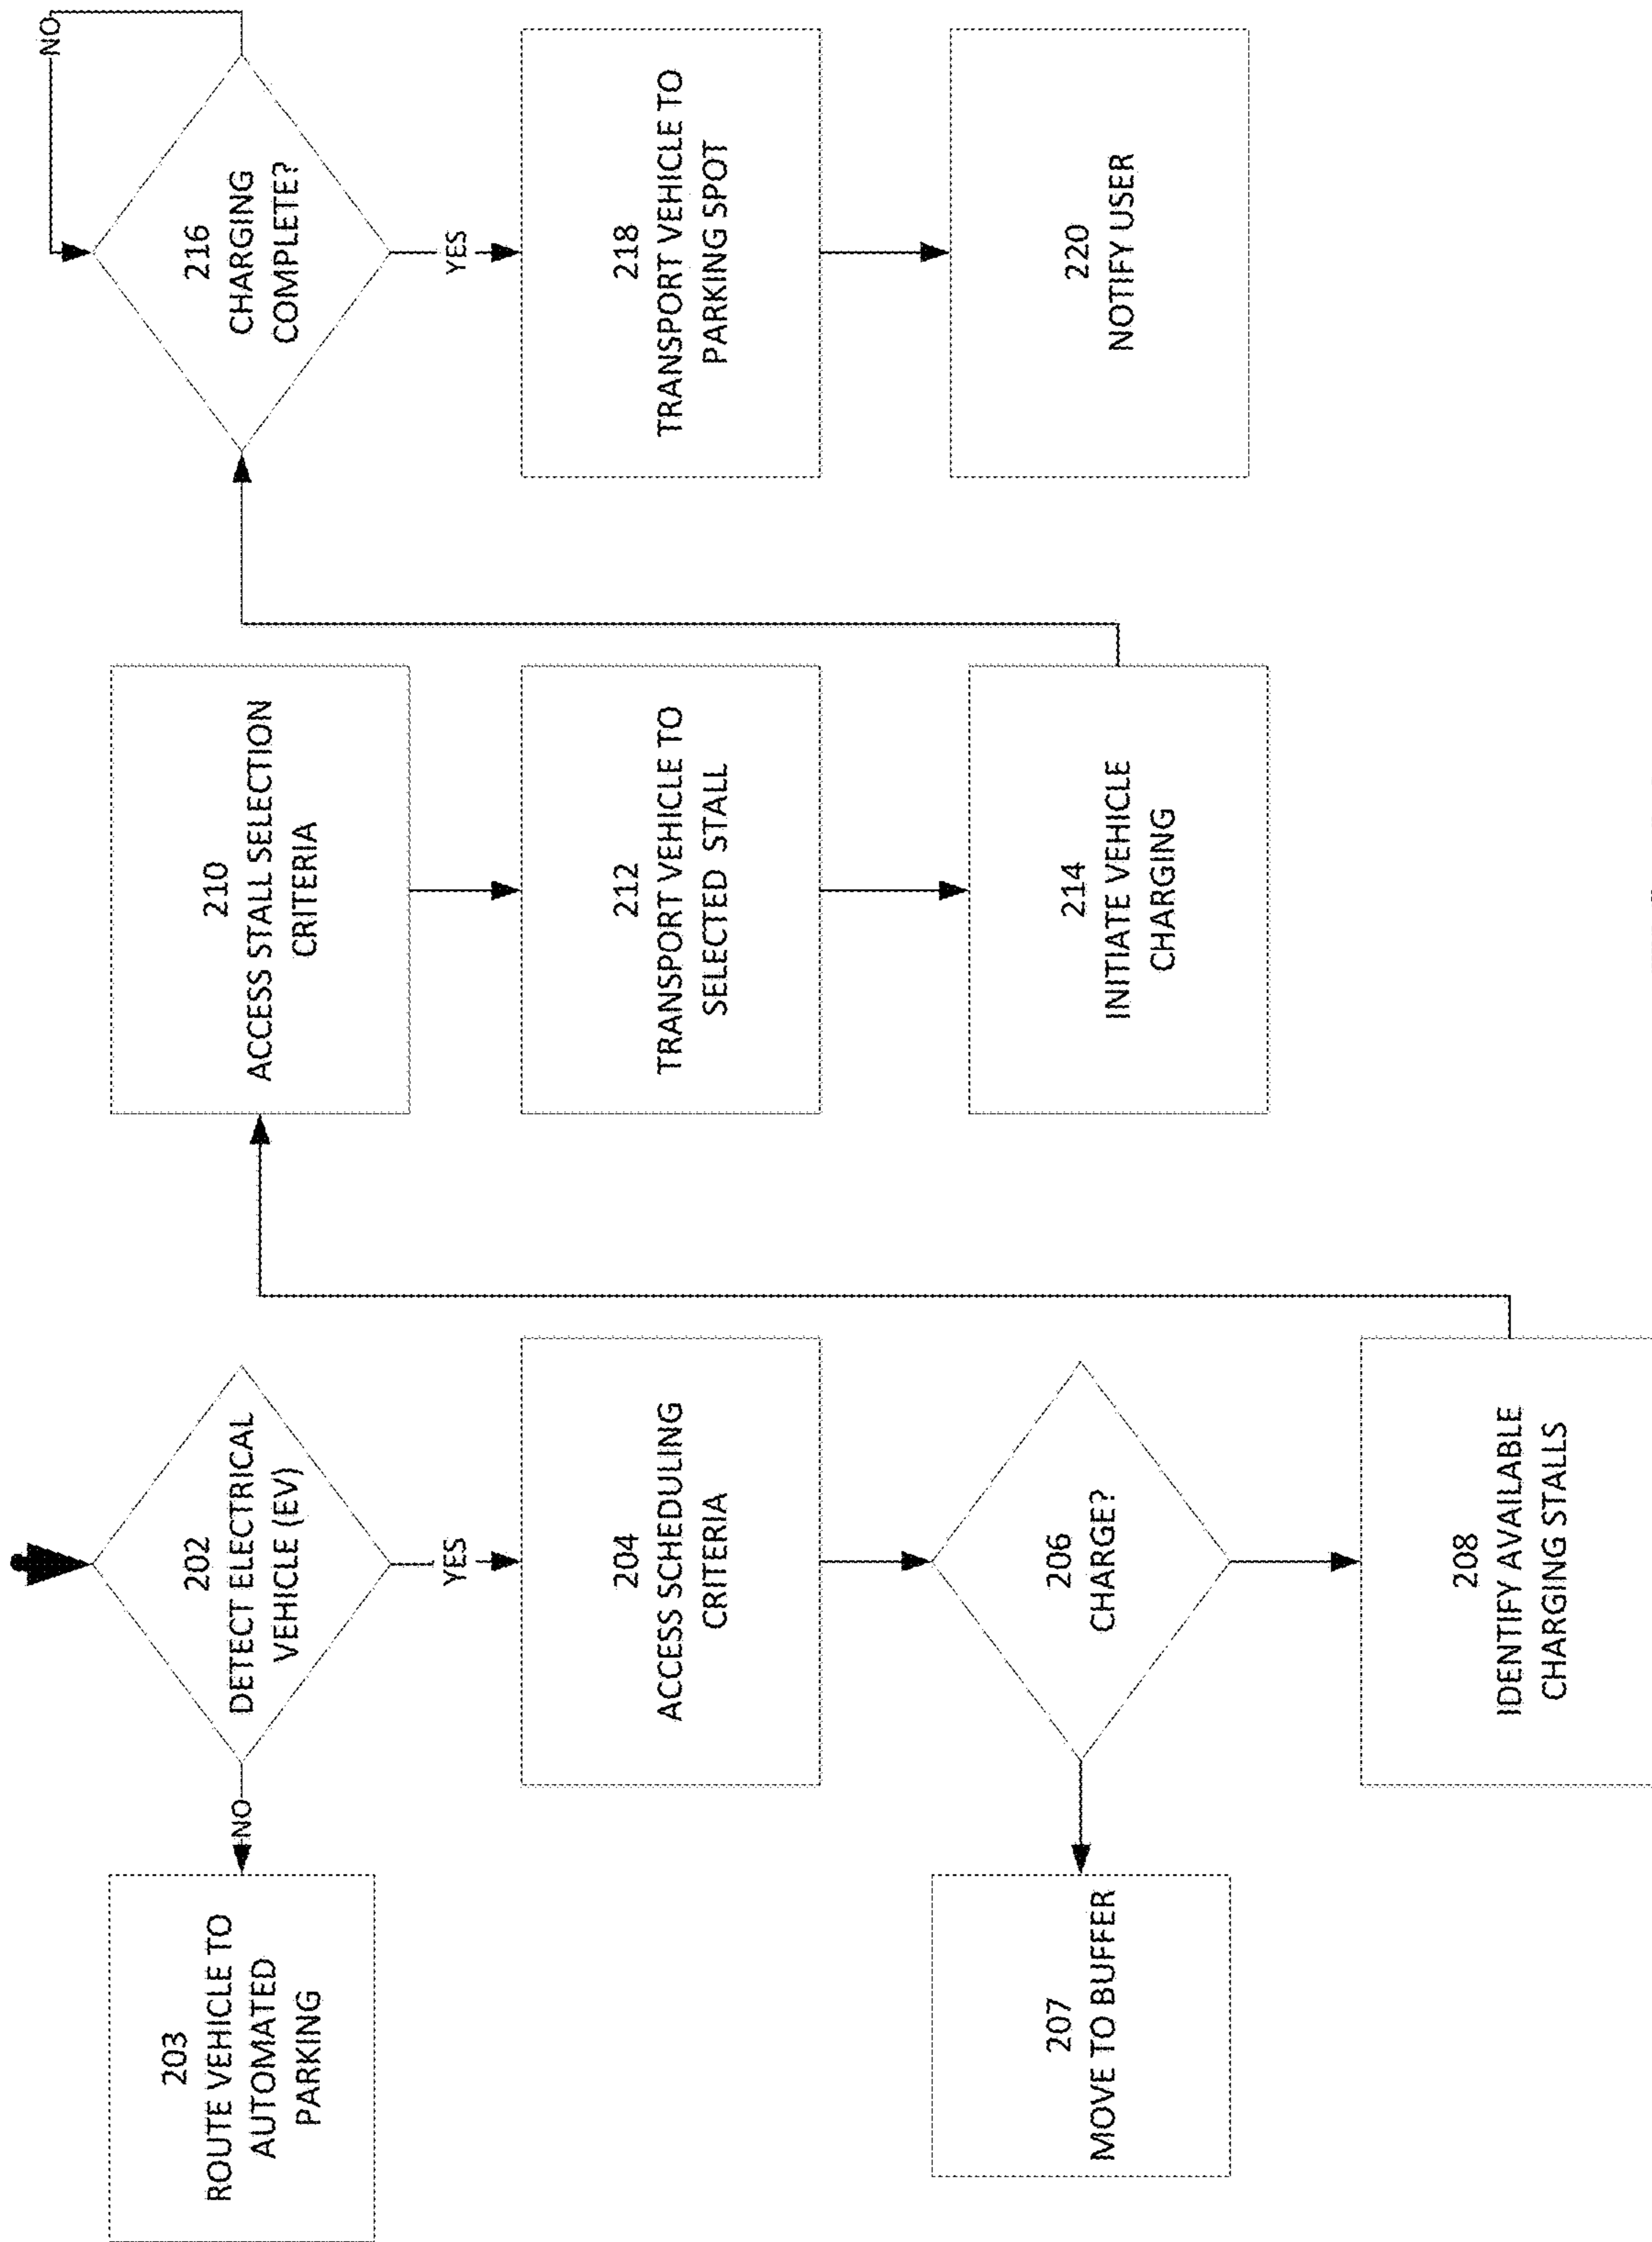 202
DETECT ELECTRICAL
VEHICLE (EV)
NO
203
ROUTE VEHICLE TO
AUTOMATED
PARKING
YES
204
ACCESS SCHEDULING
CRITERIA
206
CHARGE?
207
MOVE TO BUFFER
208
IDENTIFY AVAILABLE
CHARGING STALLS
210
ACCESS STALL SELECTION
CRITERIA
212
TRANSPORT VEHICLE TO
SELECTED STALL
214
INITIATE VEHICLE
CHARGING
216
CHARGING
COMPLETE?
NO
YES
218
TRANSPORT VEHICLE TO
PARKING SPOT
220
NOTIFY USER